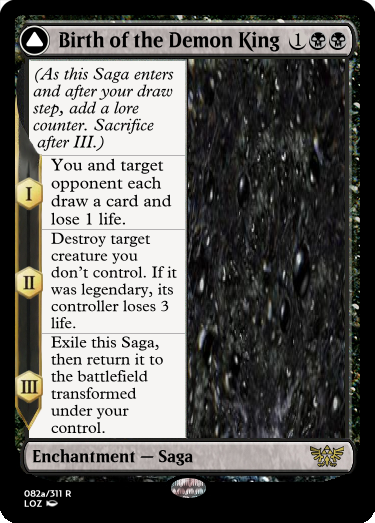 Birth of the Demon King 1
(As this Saga enters
and after your draw
step, add a lore
counter. Sacrifice
after III.)
I
You and target
opponent each
draw a card and
lose 1 life.
II
Destroy target
creature you
don't control. If it
was legendary, its
controller loses 3
life.
III
Exile this Saga,
then return it to
the battlefield
transformed
under your
control.
Enchantment — Saga
082a/311 R
LOZ